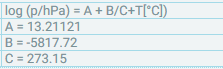 log (p/hPa) = A + B/C+T[°C])
A = 13.21121
B = -5817.72
C = 273.15